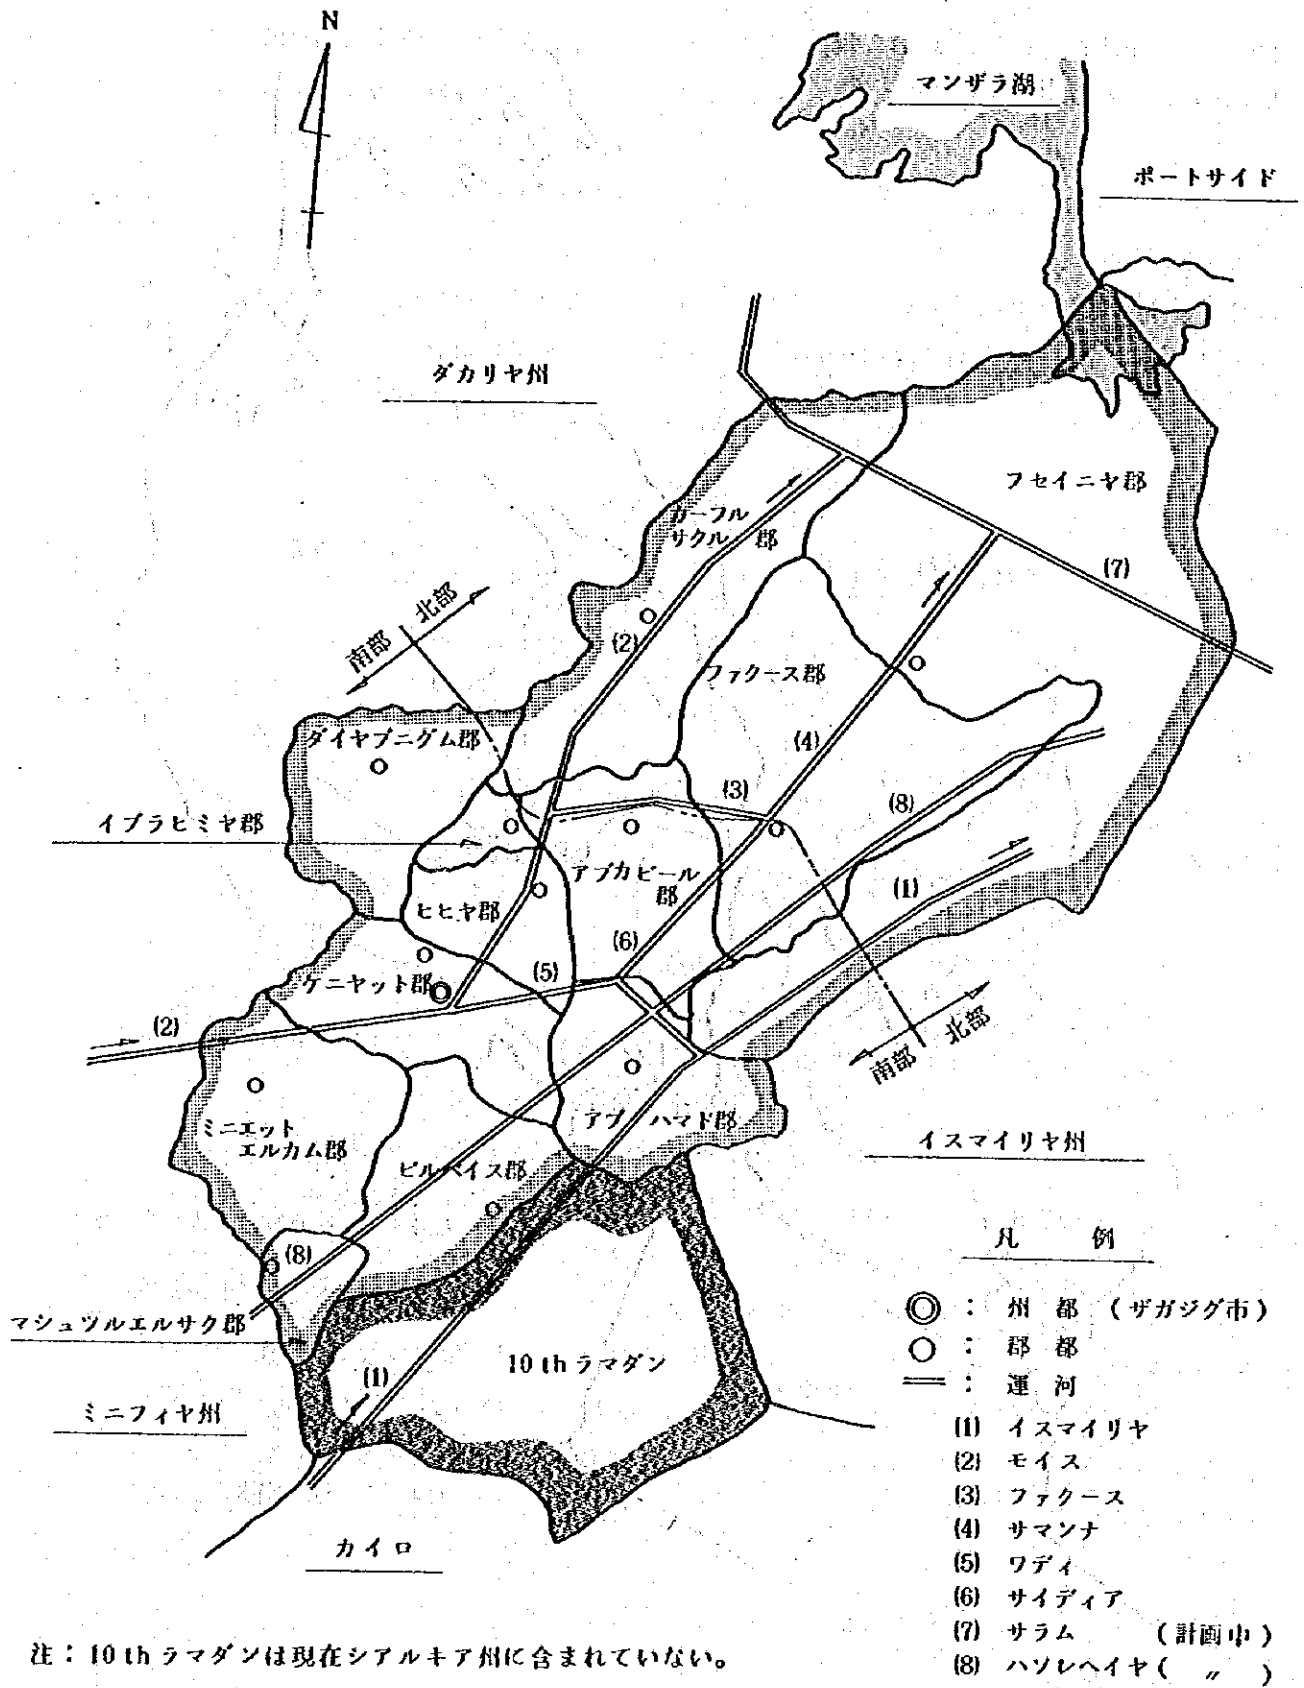 N
マンザラ湖
ポートサイド
ダカリヤ州
フセイニヤ郡
カーフル
サクル 郡
(7)
南部 北部
(2)
ファクース郡
(4)
ダイヤブニグム郡
(3)
(8)
イブラヒミヤ郡
アブカビール
郡
(1)
ヒヒヤ郡
(6)
(5)
ケニヤット郡
(2)
南部 北部
ミニエット
エルカム郡
アブ ハマド郡
イスマイリヤ州
ビルベイス郡
(8)
マシュツルエルサク郡
10 th ラマダン
(1)
ミニフィヤ州
カイロ
凡 例
◎ : 州 都 (ザガジグ市)
○ : 郡 都
═ : 運 河
(1) イスマイリヤ
(2) モイス
(3) ファクース
(4) サマンナ
(5) ワディ
(6) サイディア
(7) サラム (計画中)
(8) ハソレヘイヤ ( 〃 )
注：10 th ラマダンは現在シアルキア州に含まれていない。